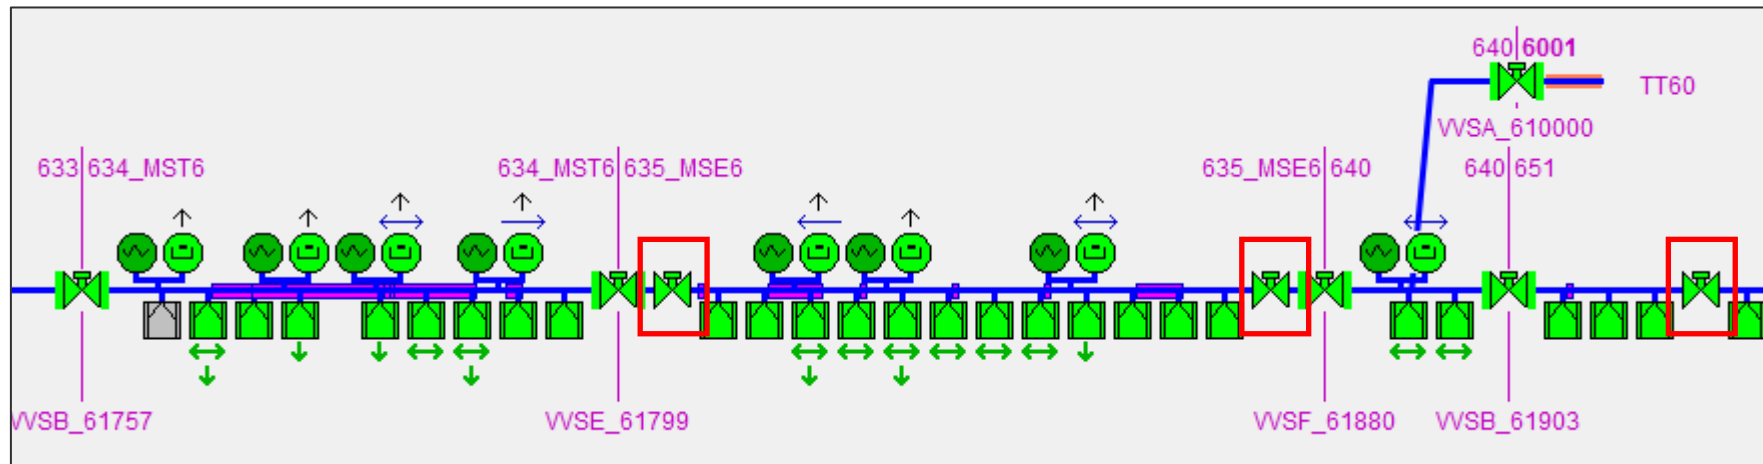 640 6001
TT60
VVSA_610000
633 634_MST6
634_MST6 635_MSE6
635_MSE6 640
640 651
VVSB_61757
VVSE_61799
VVSF_61880
VVSB_61903